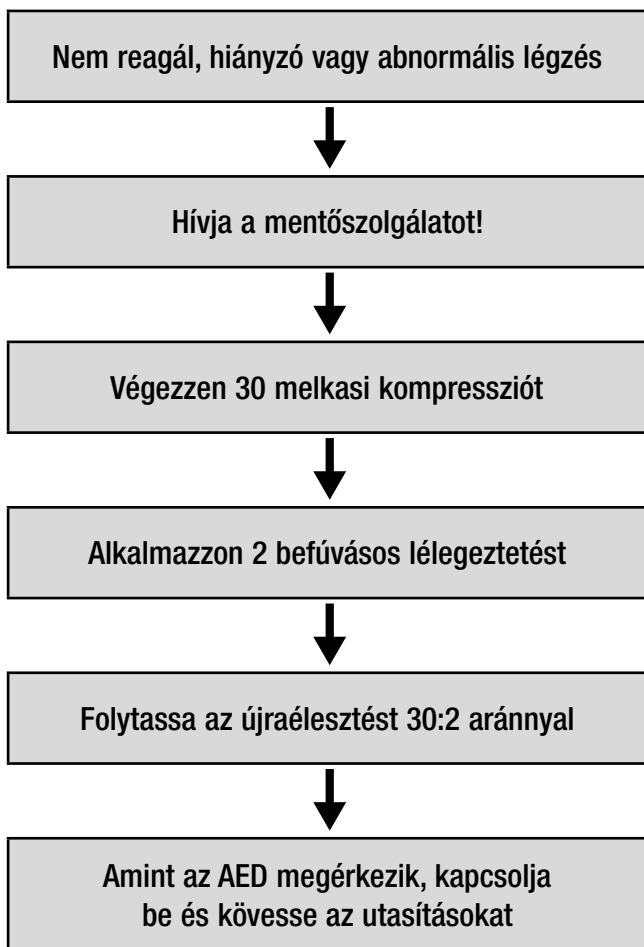 Nem reagál, hiányzó vagy abnormális légzés
Hívja a mentőszolgálatot!
Végezzen 30 melkasi kompressziót
Alkalmazzon 2 befúvásos lélegeztetést
Folytassa az újraélesztést 30:2 aránnyal
Amint az AED megérkezik, kapcsolja
be és kövesse az utasításokat